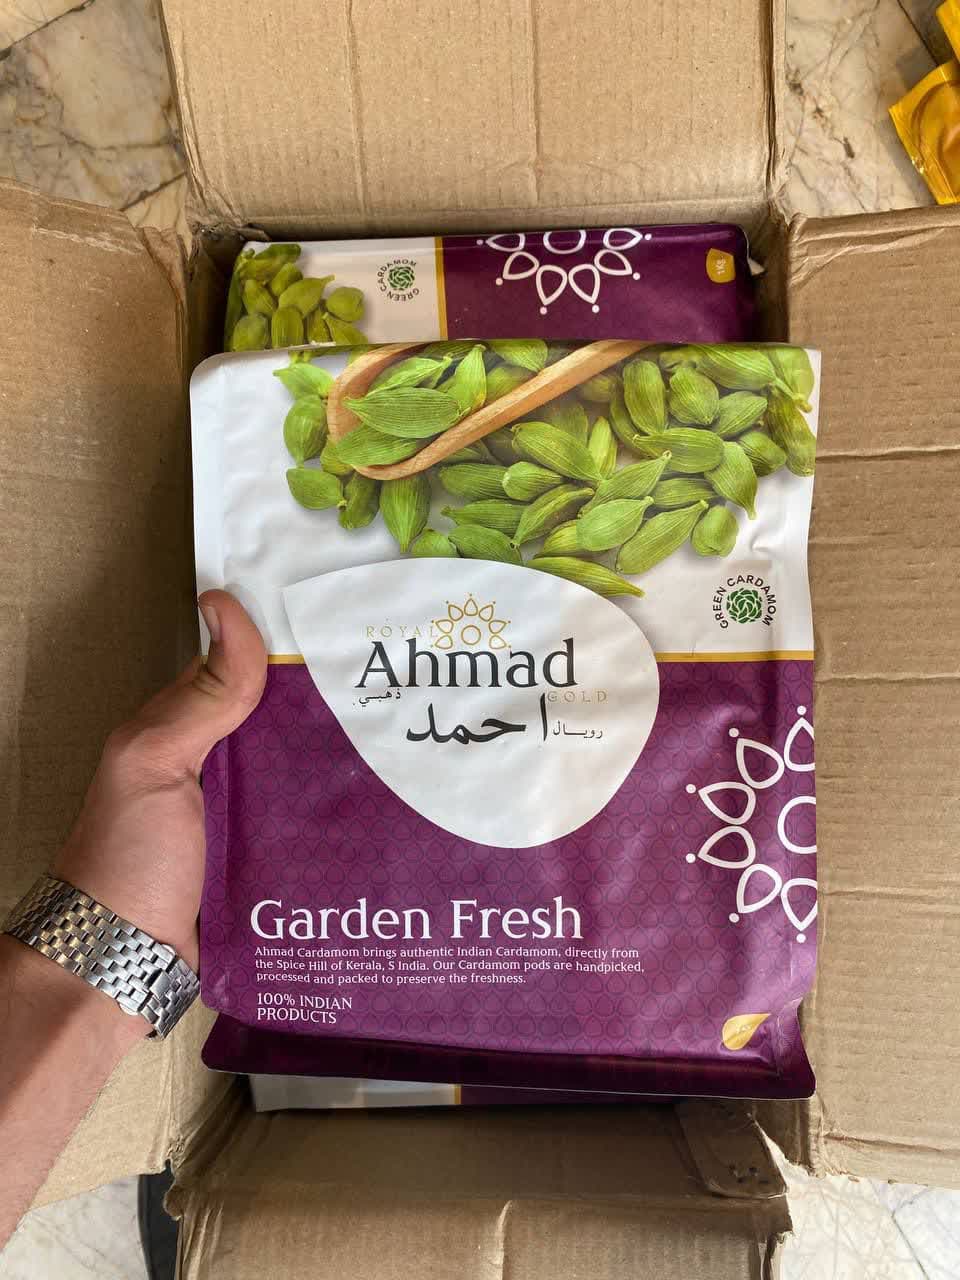 GREEN CARDAMOM
1Kg
GREEN CARDAMOM
ROYAL
Ahmad
ذهبي GOLD
احمد رويــال
Garden Fresh
Ahmad Cardamom brings authentic Indian Cardamom, directly from
the Spice Hill of Kerala, S India. Our Cardamom pods are handpicked,
processed and packed to preserve the freshness.
100% INDIAN
PRODUCTS